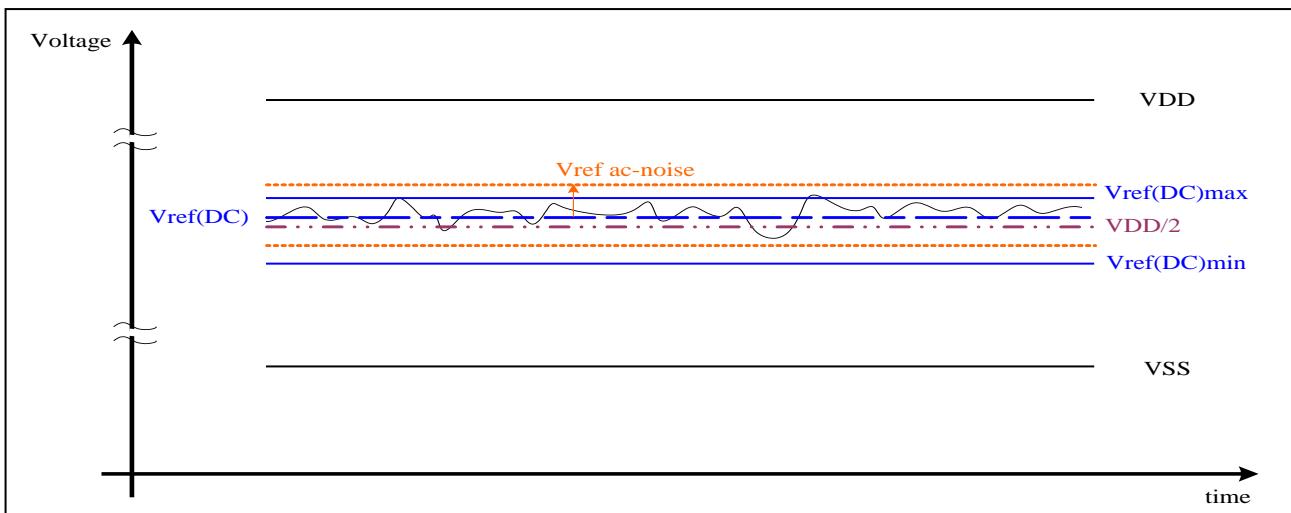 Voltage
VDD
Vref ac-noise
Vref(DC)max
Vref(DC)
VDD/2
Vref(DC)min
VSS
time